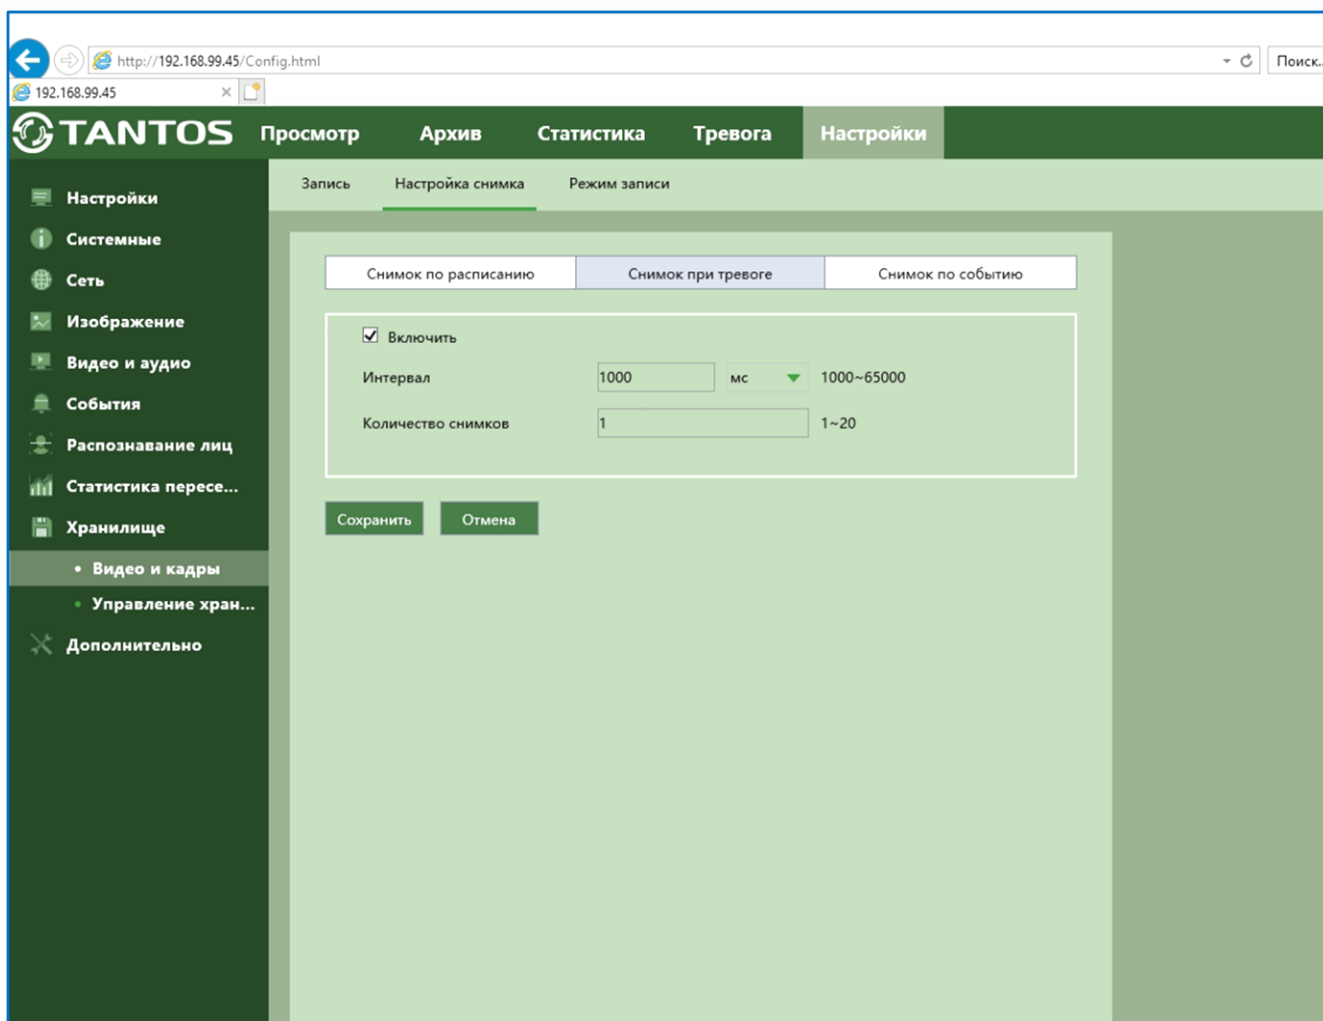 http://192.168.99.45/Config.html
Поиск...
192.168.99.45
TANTOS Просмотр Архив Статистика Тревога Настройки
Запись Настройка снимка Режим записи
Настройки
Системные
Сеть
Изображение
Видео и аудио
События
Распознавание лиц
Статистика пересе...
Хранилище
• Видео и кадры
• Управление хран...
Дополнительно
Снимок по расписанию Снимок при тревоге Снимок по событию
Включить
Интервал 1000 мс 1000~65000
Количество снимков 1 1~20
Сохранить Отмена